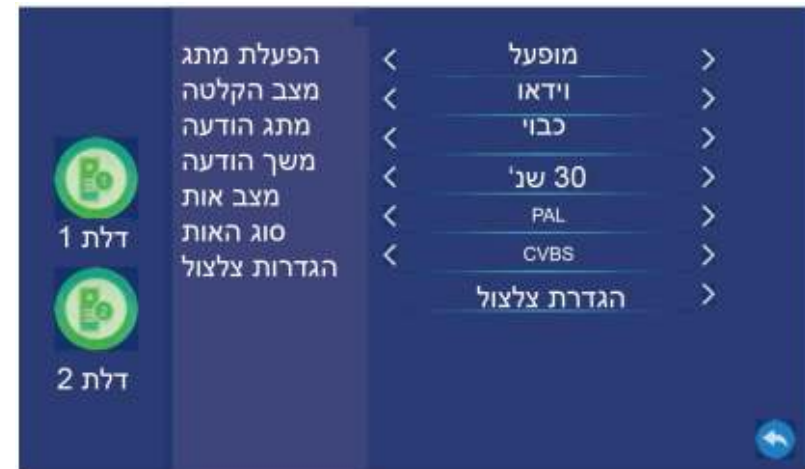 הפעלת מתג
מופעל
מצב הקלטה
וידאו
מתג הודעה
כבוי
משך הודעה
30 שנ'
מצב אות
PAL
סוג האות
CVBS
הגדרות צלצול
הגדרת צלצול
דלת 1
דלת 2